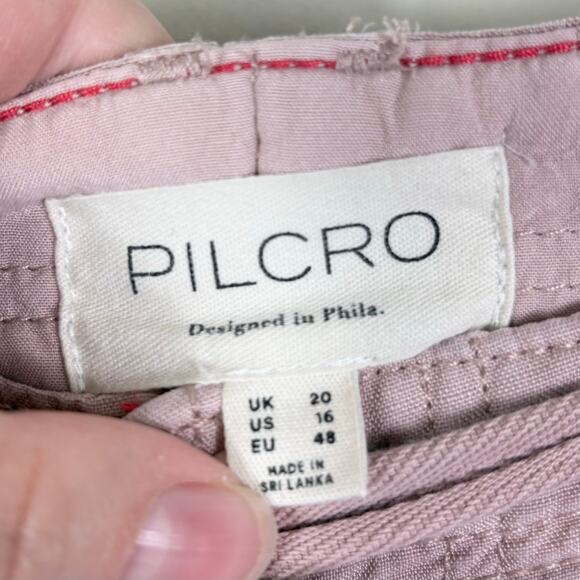 PILCRO
Designed in Phila.
UK 20
US 16
EU 48
MADE IN
SRI LANKA